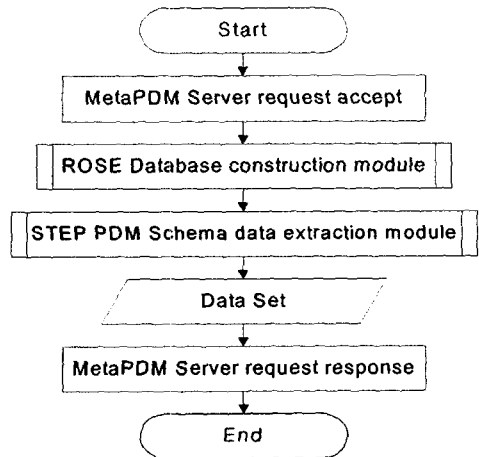 Start
MetaPDM Server request accept
ROSE Database construction module
STEP PDM Schema data extraction module
Data Set
MetaPDM Server request response
End